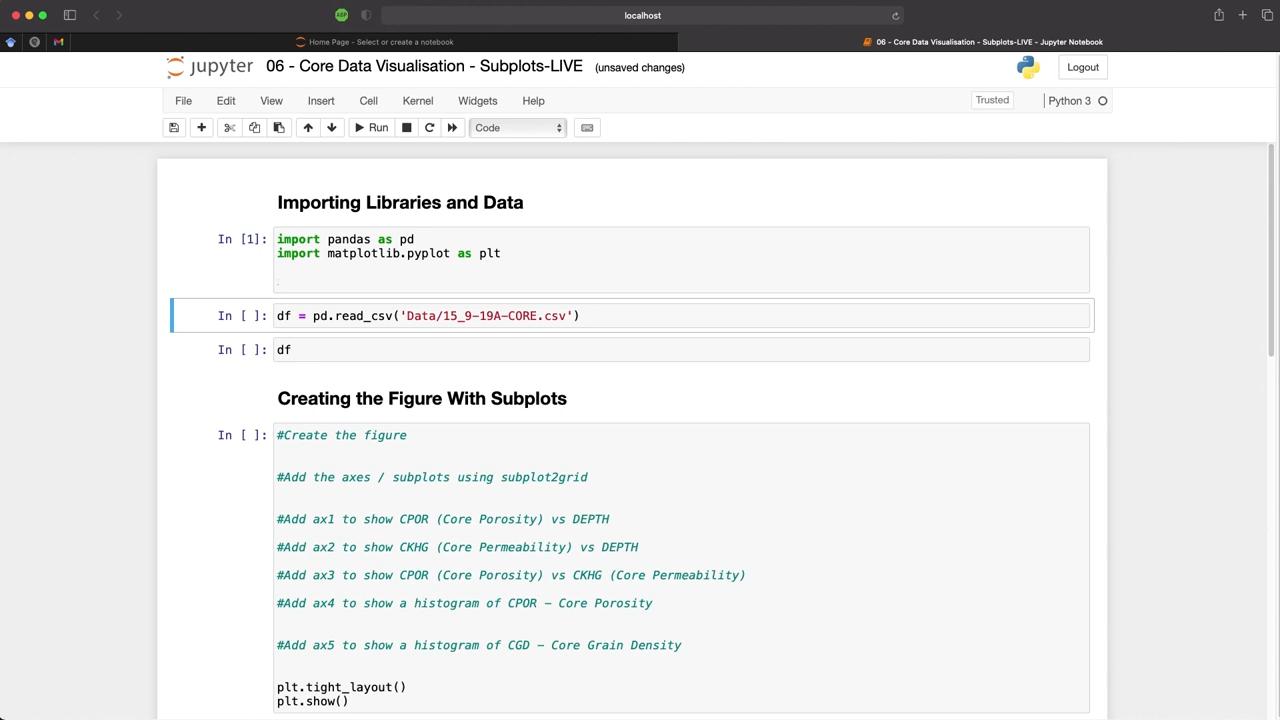 ABP
localhost
Home Page - Select or create a notebook
06 - Core Data Visualisation - Subplots-LIVE - Jupyter Notebook
jupyter 06 - Core Data Visualisation - Subplots-LIVE (unsaved changes)
Logout
File Edit View Insert Cell Kernel Widgets Help
Trusted
Python 3
Run
Code
Importing Libraries and Data
In [1]: import pandas as pd
import matplotlib.pyplot as plt
In [ ]: df = pd.read_csv('Data/15_9-19A-CORE.csv')
In [ ]: df
Creating the Figure With Subplots
In [ ]: #Create the figure
#Add the axes / subplots using subplot2grid
#Add ax1 to show CPOR (Core Porosity) vs DEPTH
#Add ax2 to show CKHG (Core Permeability) vs DEPTH
#Add ax3 to show CPOR (Core Porosity) vs CKHG (Core Permeability)
#Add ax4 to show a histogram of CPOR - Core Porosity
#Add ax5 to show a histogram of CGD - Core Grain Density
plt.tight_layout()
plt.show()